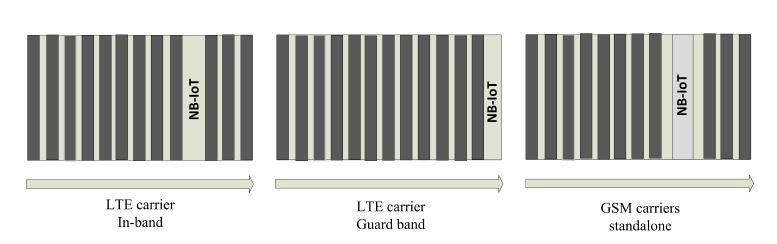 NB-IoT
NB-IoT
NB-IoT
LTE carrier
In-band
LTE carrier
Guard band
GSM carriers
standalone